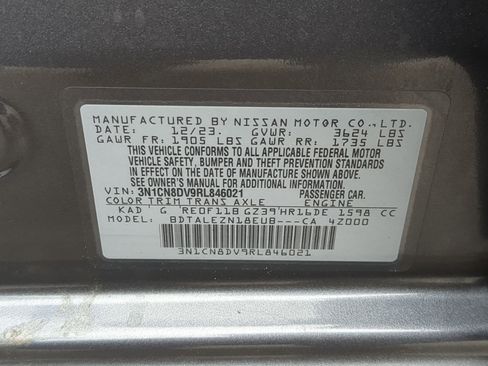 MANUFACTURED BY NISSAN MOTOR CO.,LTD.
DATE: 12/23. GVWR: 3624 LBS
GAWR FR: 1905 LBS GAWR RR: 1735 LBS
THIS VEHICLE CONFORMS TO ALL APPLICABLE FEDERAL MOTOR
VEHICLE SAFETY, BUMPER AND THEFT PREVENTION STANDARDS
IN EFFECT ON THE DATE OF MANUFACTURE SHOWN ABOVE.
SEE OWNER'S MANUAL FOR ADDITIONAL INFORMATION.
VIN: 3N1CN8DV9RL846021 PASSENGER CAR.
COLOR TRIM TRANS AXLE ENGINE
KAD G RE0F11B GZ39 HR16DE 1598 CC
MODEL: BDTALEZN18EUB---CA 4Z000
3N1CN8DV9RL846021